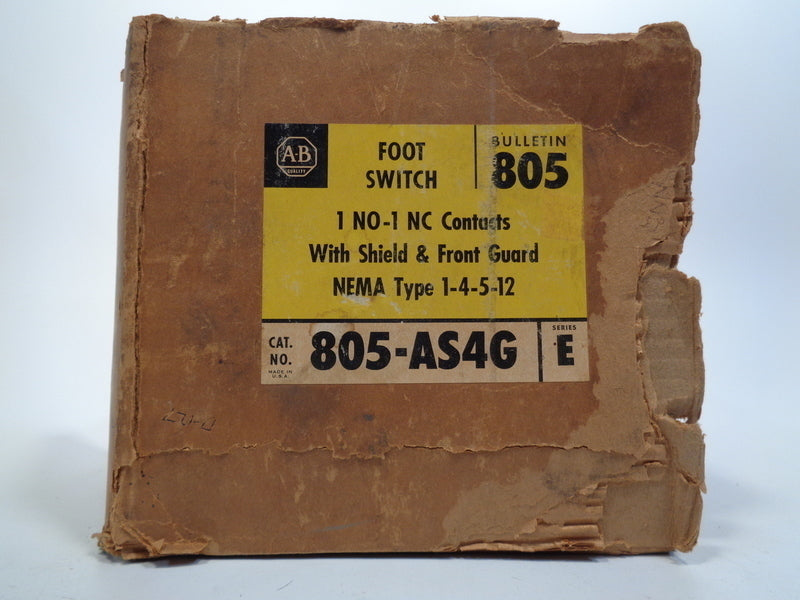 A-B
QUALITY
FOOT
SWITCH
BULLETIN
805
1 NO-1 NC Contacts
With Shield & Front Guard
NEMA Type 1-4-5-12
CAT.
NO.
MADE IN
U.S.A.
805-AS4G
SERIES
E